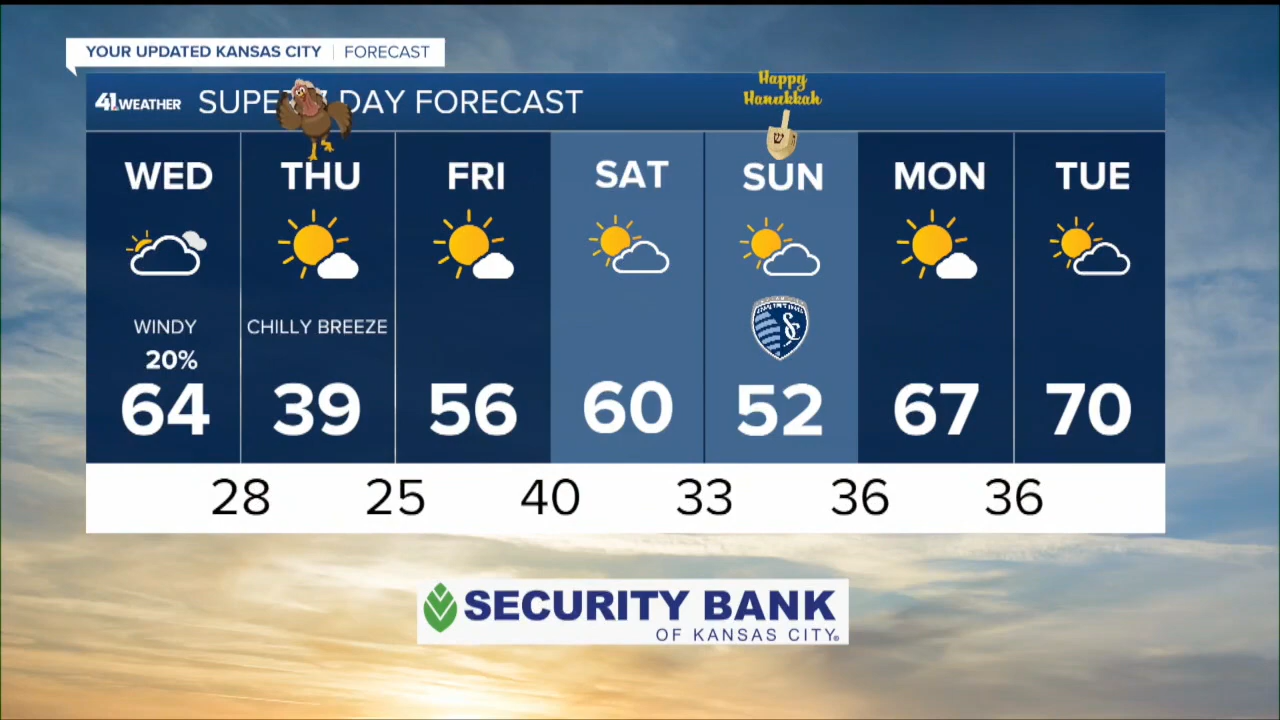 YOUR UPDATED KANSAS CITY | FORECAST
41 WEATHER SUPER 7 DAY FORECAST
Happy
Hanukkah
WED THU FRI SAT SUN MON TUE
WINDY CHILLY BREEZE
20%
64 39 56 60 52 67 70
28 25 40 33 36 36
SECURITY BANK
OF KANSAS CITY®